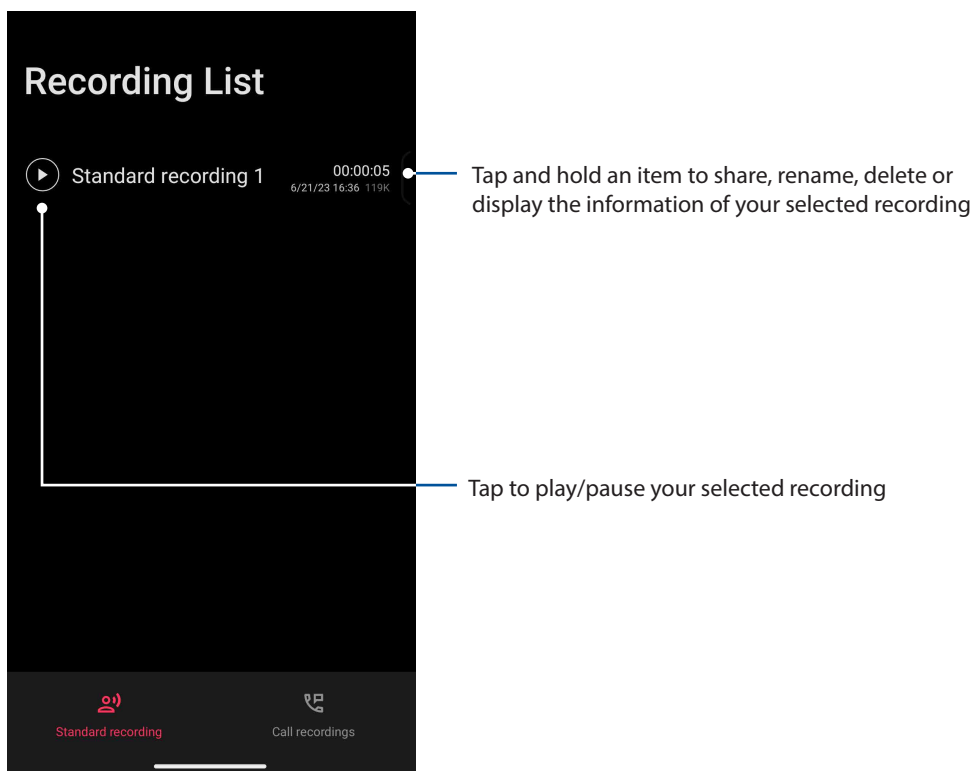 Recording List
Standard recording 1
00:00:05
6/21/23 16:36 119K
Tap and hold an item to share, rename, delete or
display the information of your selected recording
Tap to play/pause your selected recording
Standard recording
Call recordings